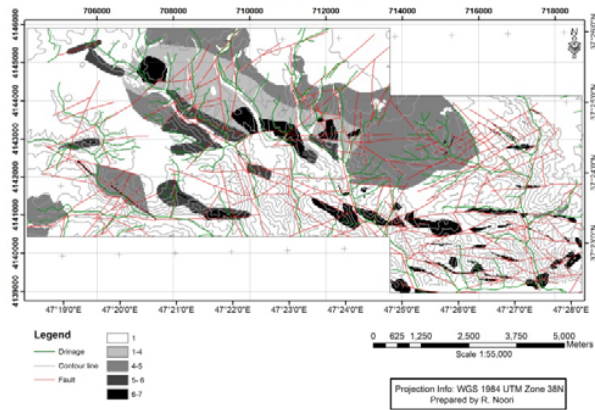 706000 708000 710000 712000 714000 716000 718000
4146000
4145000
4144000
4143000
4142000
4141000
4140000
4139000
47°19'0"E 47°20'0"E 47°21'0"E 47°22'0"E 47°23'0"E 47°24'0"E 47°25'0"E 47°26'0"E 47°27'0"E 47°28'0"E
Legend
Drinage
Contour line
Fault
1
1-4
4-5
5- 6
6-7
0 625 1,250 2,500 3,750 5,000
Meters
Scale 1:55,000
Projection Info: WGS 1984 UTM Zone 38N
Prepared by R. Noori